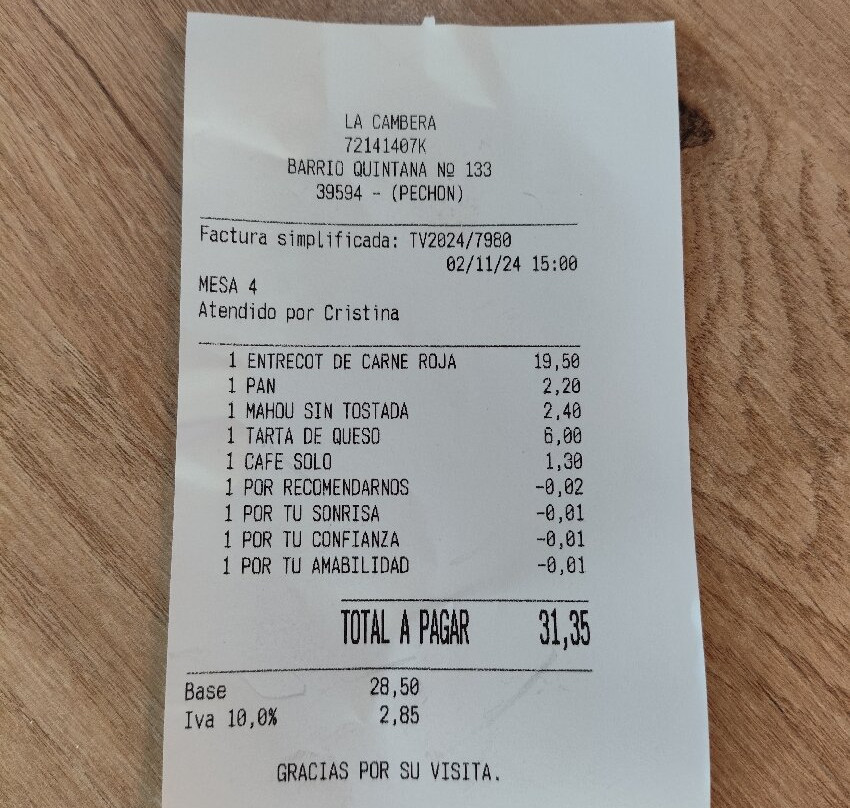 LA CAMBERA
72141407K
BARRIO QUINTANA Nº 133
39594 - (PECHON)
Factura simplificada: TV2024/7980
02/11/24 15:00
MESA 4
Atendido por Cristina
1 ENTRECOT DE CARNE ROJA 19,50
1 PAN 2,20
1 MAHOU SIN TOSTADA 2,40
1 TARTA DE QUESO 6,00
1 CAFE SOLO 1,30
1 POR RECOMENDARNOS -0,02
1 POR TU SONRISA -0,01
1 POR TU CONFIANZA -0,01
1 POR TU AMABILIDAD -0,01
TOTAL A PAGAR 31,35
Base 28,50
Iva 10,0% 2,85
GRACIAS POR SU VISITA.